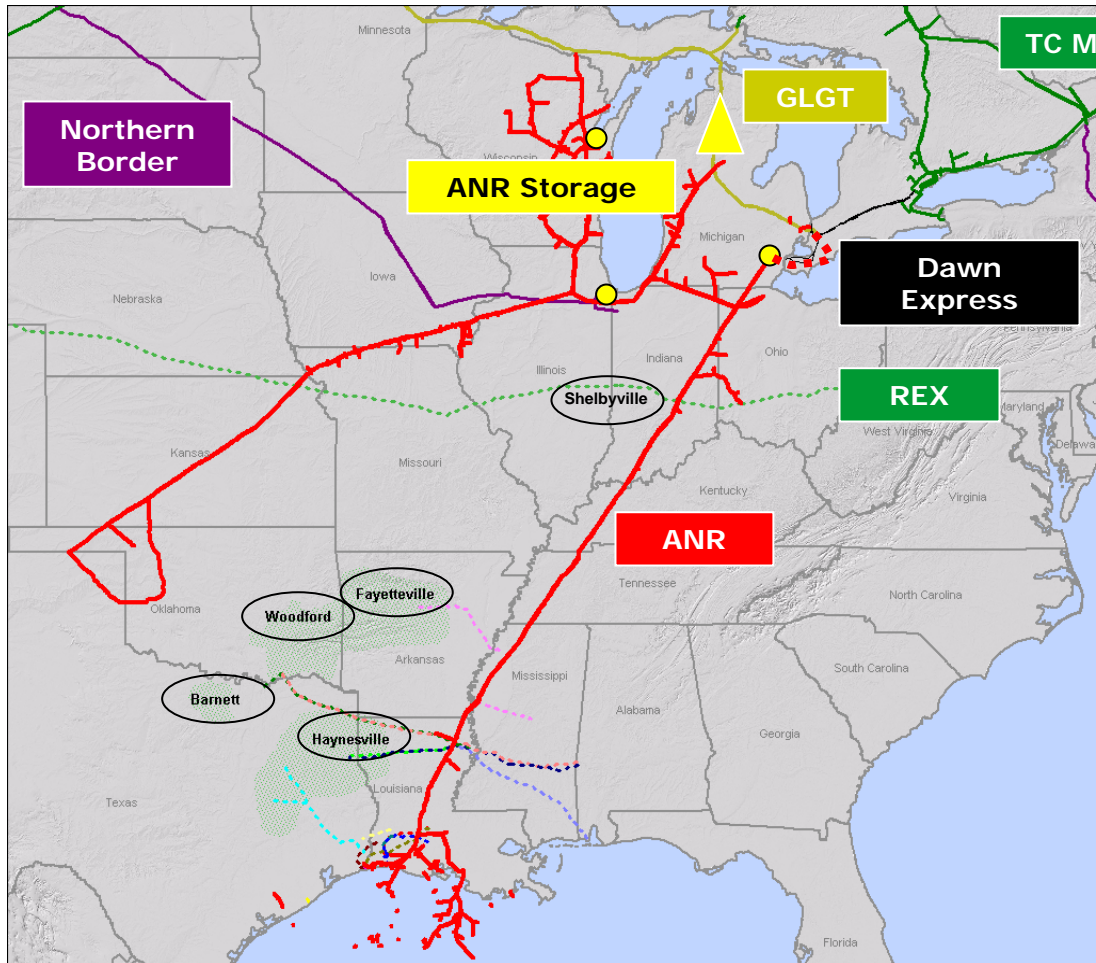 TC M
Minnesota
GLGT
Northern
Border
Wisconsin
ANR Storage
Michigan
Iowa
Dawn
Express
Nebraska
Pennsylvania
Illinois
Indiana
Ohio
Shelbyville
REX
Maryland
West Virginia
Delaware
Kansas
Missouri
Kentucky
Virginia
ANR
Tennessee
North Carolina
Fayetteville
Oklahoma
Woodford
Arkansas
South Carolina
Barnett
Mississippi
Alabama
Georgia
Haynesville
Texas
Louisiana
Florida